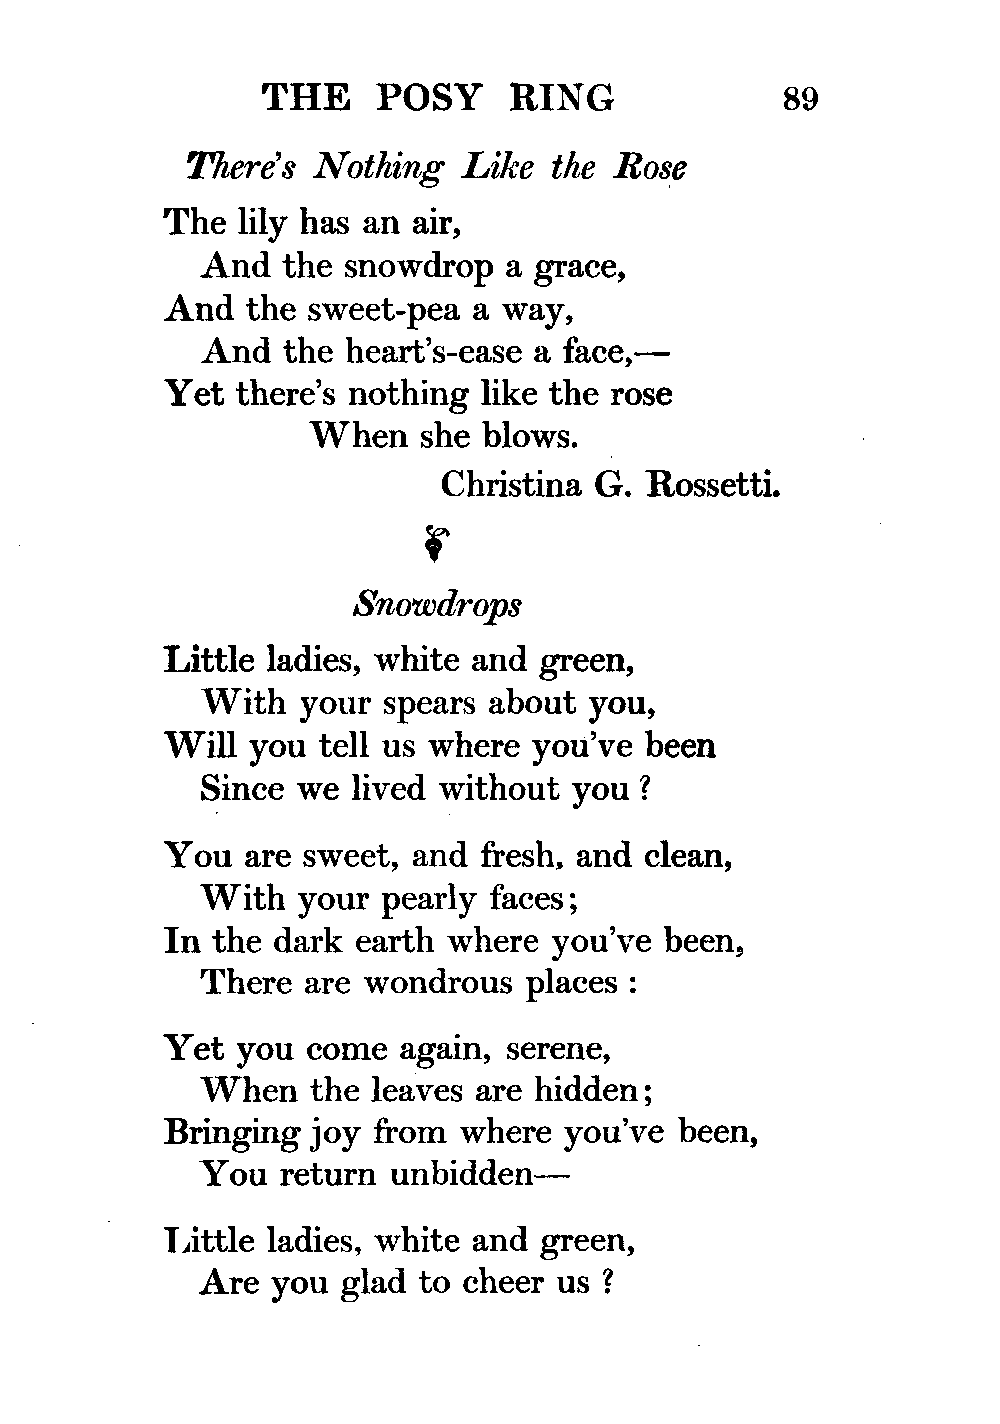 THE POSY RING 89
There's Nothing Like the Rose
The lily has an air,
And the snowdrop a grace,
And the sweet-pea a way,
And the heart's-ease a face,—
Yet there's nothing like the rose
When she blows.
Christina G. Rossetti.
Snowdrops
Little ladies, white and green,
With your spears about you,
Will you tell us where you've been
Since we lived without you ?
You are sweet, and fresh, and clean,
With your pearly faces;
In the dark earth where you've been,
There are wondrous places :
Yet you come again, serene,
When the leaves are hidden;
Bringing joy from where you've been,
You return unbidden—
Little ladies, white and green,
Are you glad to cheer us ?